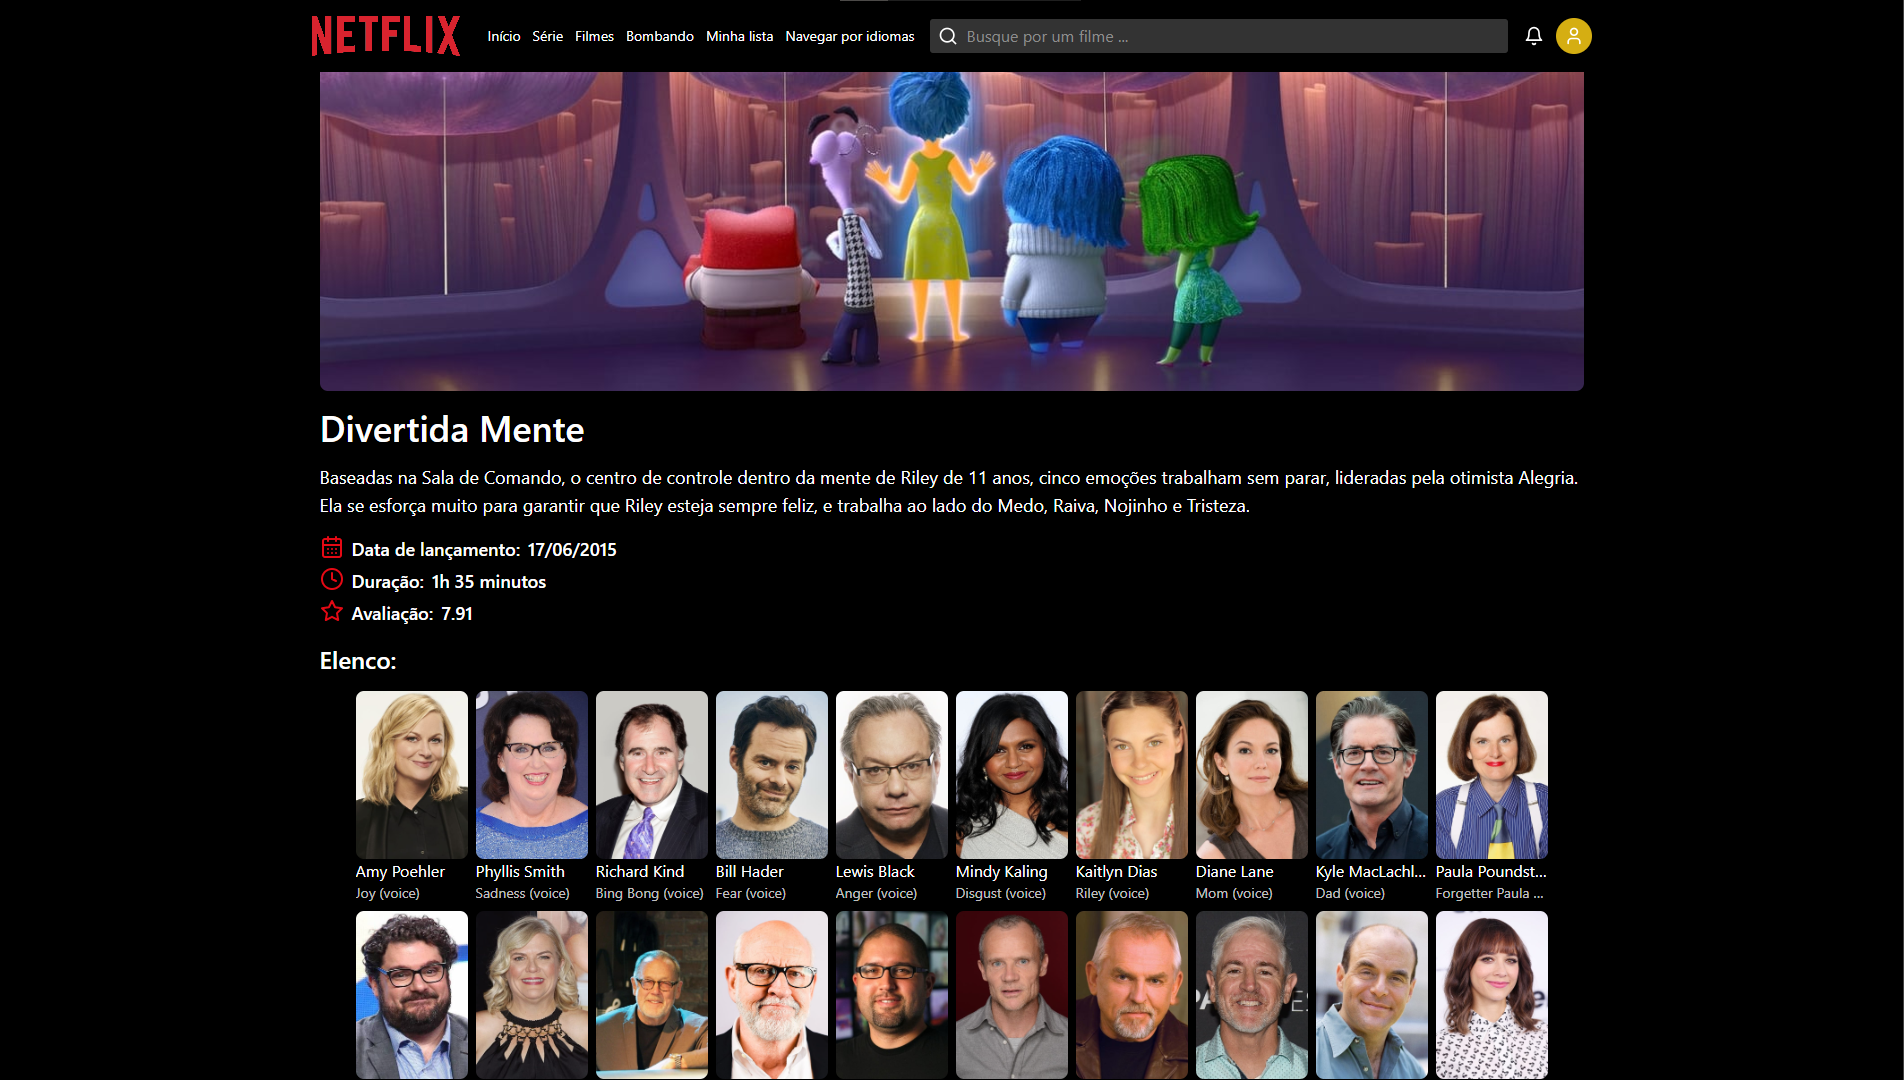 NETFLIX Início Série Filmes Bombando Minha lista Navegar por idiomas Busque por um filme ...
Divertida Mente
Baseadas na Sala de Comando, o centro de controle dentro da mente de Riley de 11 anos, cinco emoções trabalham sem parar, lideradas pela otimista Alegria.
Ela se esforça muito para garantir que Riley esteja sempre feliz, e trabalha ao lado do Medo, Raiva, Nojinho e Tristeza.
Data de lançamento: 17/06/2015
Duração: 1h 35 minutos
Avaliação: 7.91
Elenco:
Amy Poehler Phyllis Smith Richard Kind Bill Hader Lewis Black Mindy Kaling Kaitlyn Dias Diane Lane Kyle MacLachl... Paula Poundst...
Joy (voice) Sadness (voice) Bing Bong (voice) Fear (voice) Anger (voice) Disgust (voice) Riley (voice) Mom (voice) Dad (voice) Forgetter Paula ...